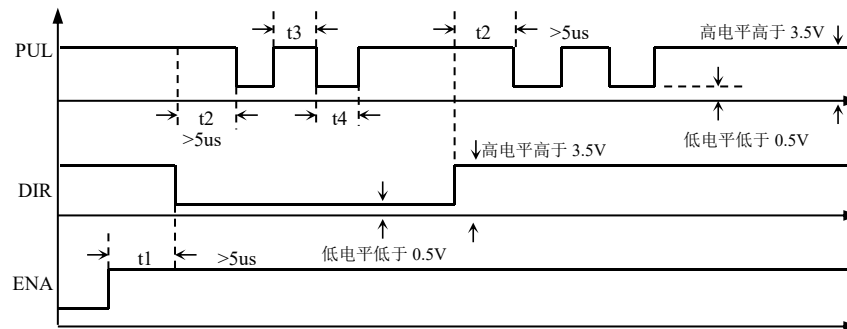 t3
t2
>5us
高电平高于 3.5V
PUL
t2
t4
>5us
低电平低于 0.5V
高电平高于 3.5V
DIR
低电平低于 0.5V
t1
>5us
ENA